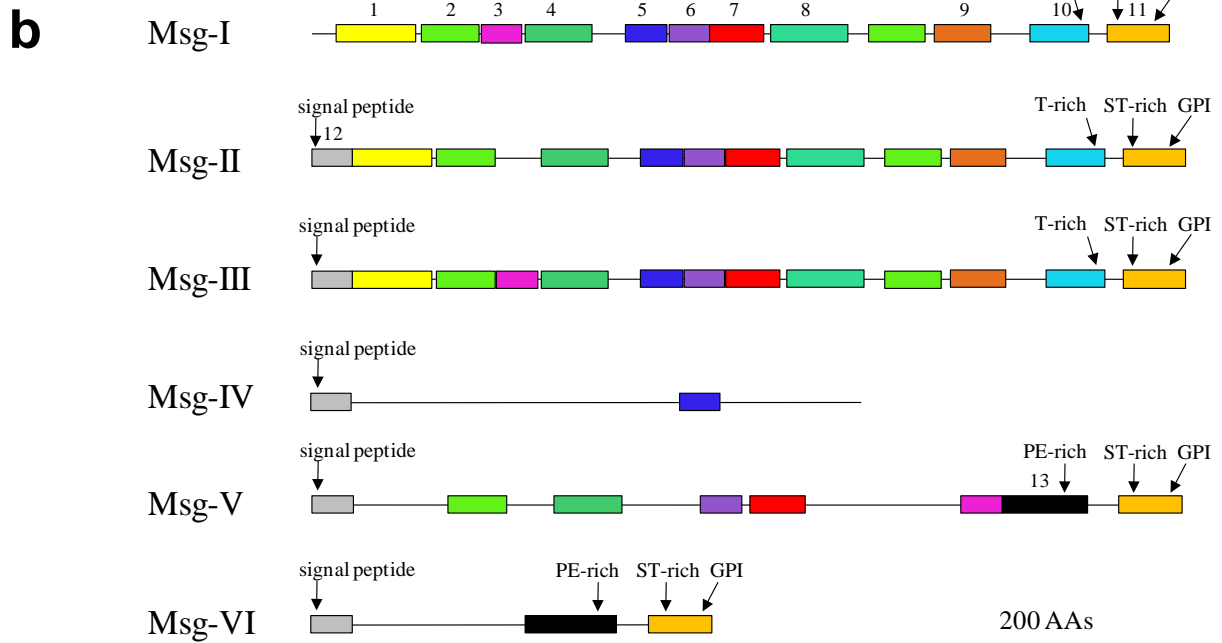 b
1 2 3 4 5 6 7 8 9 10 11
Msg-I
signal peptide T-rich ST-rich GPI
12
Msg-II
signal peptide T-rich ST-rich GPI
Msg-III
signal peptide
Msg-IV
signal peptide PE-rich ST-rich GPI
13
Msg-V
signal peptide PE-rich ST-rich GPI
Msg-VI
200 AAs